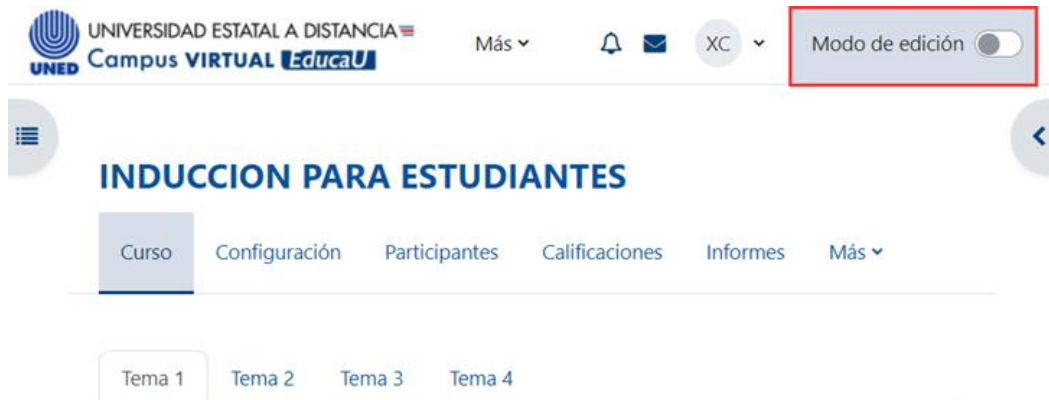 UNIVERSIDAD ESTATAL A DISTANCIA
UNED Campus VIRTUAL EducaU
Más
XC
Modo de edición
INDUCCION PARA ESTUDIANTES
Curso Configuración Participantes Calificaciones Informes Más
Tema 1 Tema 2 Tema 3 Tema 4